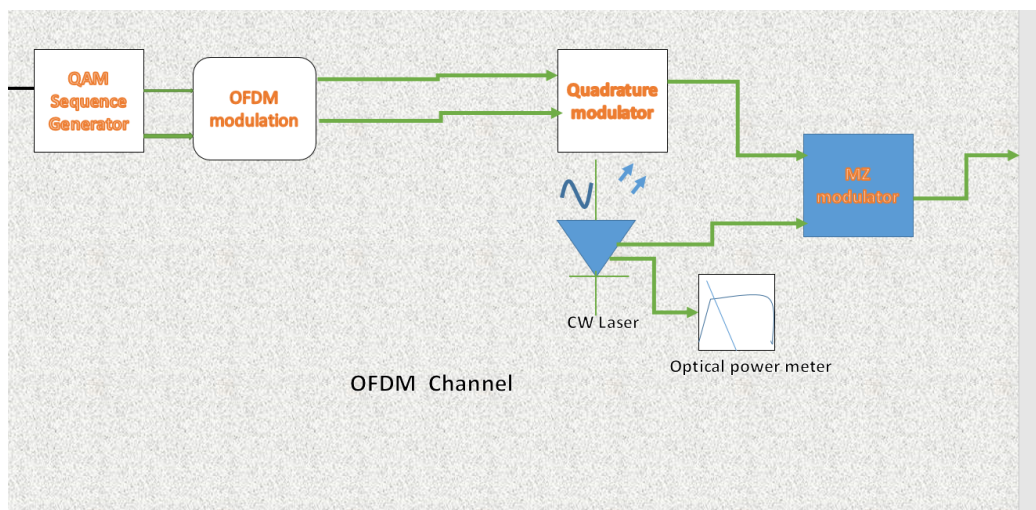 QAM
Sequence
Generator
OFDM
modulation
Quadrature
modulator
MZ
modulator
CW Laser
Optical power meter
OFDM Channel